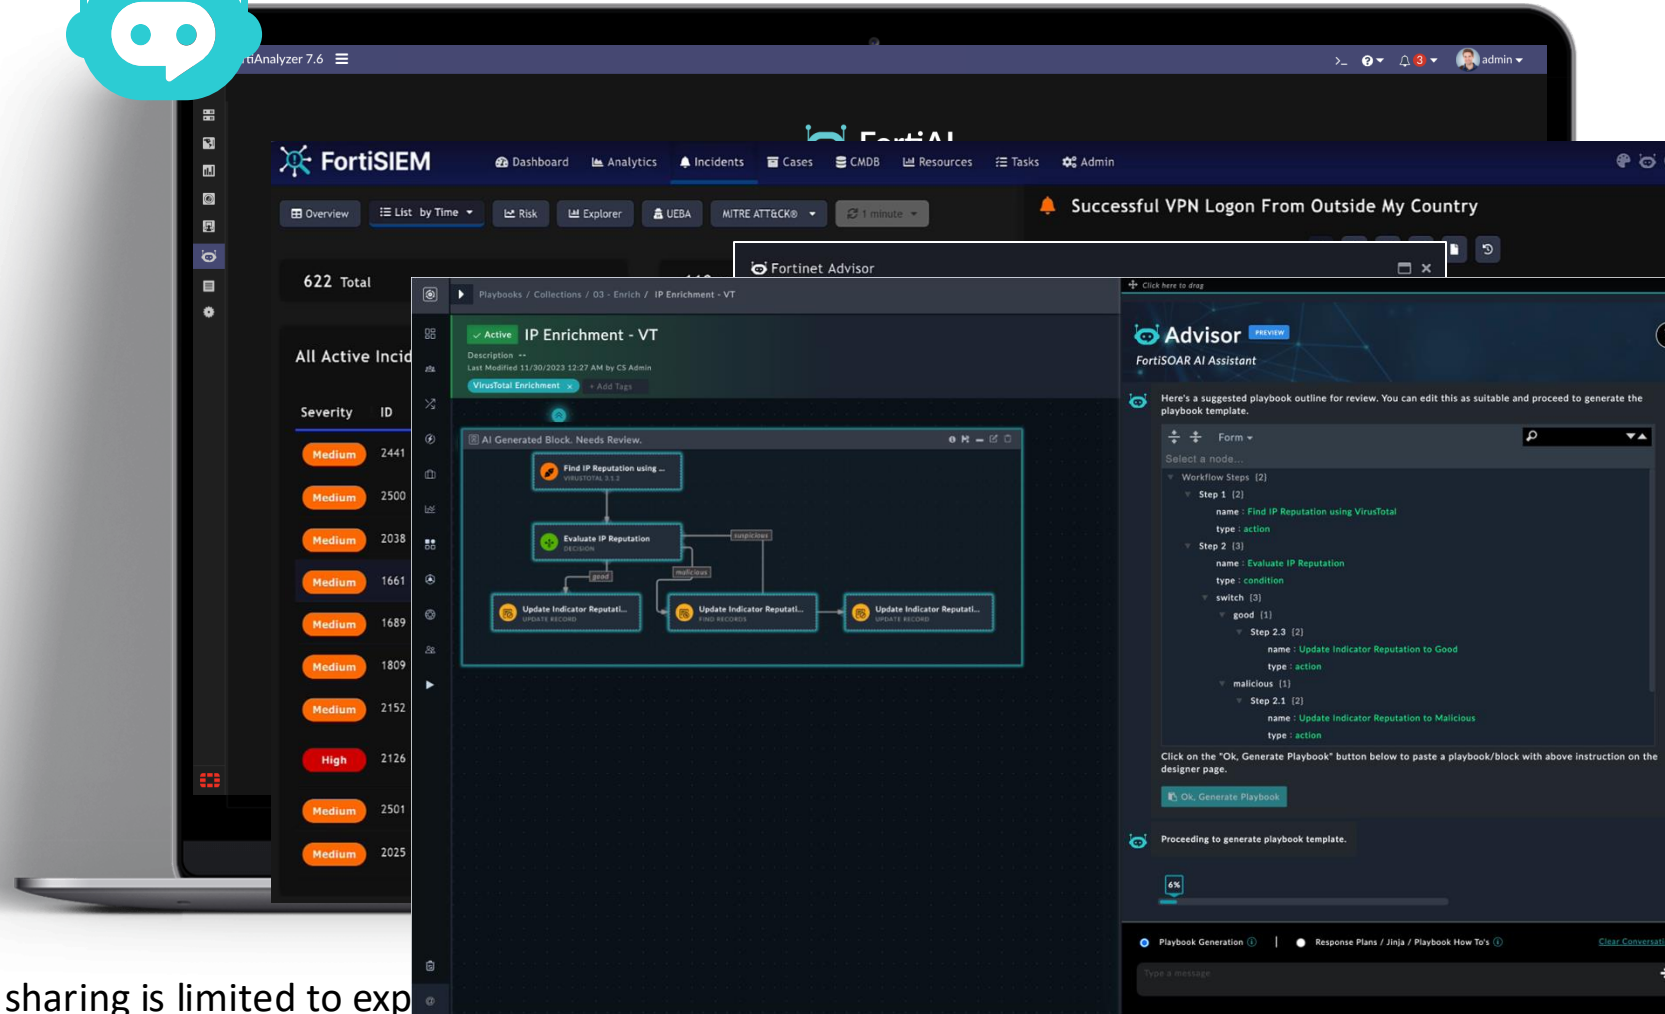 tiAnalyzer 7.6
>_
3
admin
FortiAI
FortiSIEM
Dashboard
Analytics
Incidents
Cases
CMDB
Resources
Tasks
Admin
Overview
List by Time
Risk
Explorer
UEBA
MITRE ATT&CK®
1 minute
Successful VPN Logon From Outside My Country
622 Total
Fortinet Advisor
All Active Incid
Severity ID
Medium 2441
Medium 2500
Medium 2038
Medium 1661
Medium 1689
Medium 1809
Medium 2152
High 2126
Medium 2501
Medium 2025
Playbooks / Collections / 03 - Enrich / IP Enrichment - VT
Active IP Enrichment - VT
Description --
Last Modified 11/30/2023 12:27 AM by CS Admin
VirusTotal Enrichment × + Add Tags
AI Generated Block. Needs Review.
Find IP Reputation using ...
VIRUSTOTAL 3.1.2
Evaluate IP Reputation
DECISION
suspicious
good
malicious
Update Indicator Reputati...
UPDATE RECORD
Update Indicator Reputati...
FIND RECORDS
Update Indicator Reputati...
UPDATE RECORD
Click here to drag
Advisor PREVIEW
FortiSOAR AI Assistant
Here's a suggested playbook outline for review. You can edit this as suitable and proceed to generate the
playbook template.
Form
Select a node...
Workflow Steps {2}
Step 1 {2}
name : Find IP Reputation using VirusTotal
type : action
Step 2 {3}
name : Evaluate IP Reputation
type : condition
switch {3}
good {1}
Step 2.3 {2}
name : Update Indicator Reputation to Good
type : action
malicious {1}
Step 2.1 {2}
name : Update Indicator Reputation to Malicious
type : action
Click on the "Ok, Generate Playbook" button below to paste a playbook/block with above instruction on the
designer page.
Ok, Generate Playbook
Proceeding to generate playbook template.
6%
Playbook Generation | Response Plans / Jinja / Playbook How To's
Clear Conversati
Type a message
sharing is limited to exp